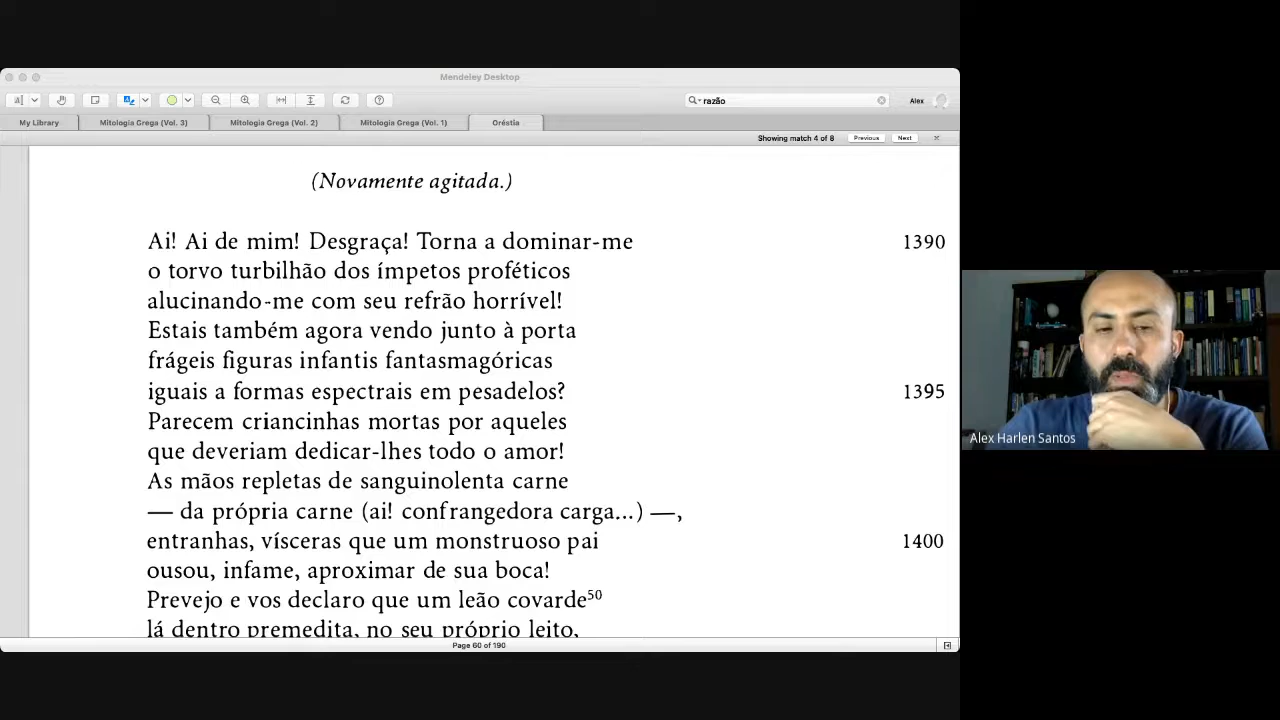 Mendeley Desktop
razão
Alex
My Library
Mitologia Grega (Vol. 3)
Mitologia Grega (Vol. 2)
Mitologia Grega (Vol. 1)
Oréstia
Showing match 4 of 8
Previous
Next
(Novamente agitada.)
Ai! Ai de mim! Desgraça! Torna a dominar-me 1390
o torvo turbilhão dos ímpetos proféticos
alucinando-me com seu refrão horrível!
Estais também agora vendo junto à porta
frágeis figuras infantis fantasmagóricas
iguais a formas espectrais em pesadelos? 1395
Parecem criancinhas mortas por aqueles
que deveriam dedicar-lhes todo o amor!
As mãos repletas de sanguinolenta carne
— da própria carne (ai! confrangedora carga...) —,
entranhas, vísceras que um monstruoso pai 1400
ousou, infame, aproximar de sua boca!
Prevejo e vos declaro que um leão covarde50
lá dentro premedita, no seu próprio leito,
Page 60 of 190
Alex Harlen Santos